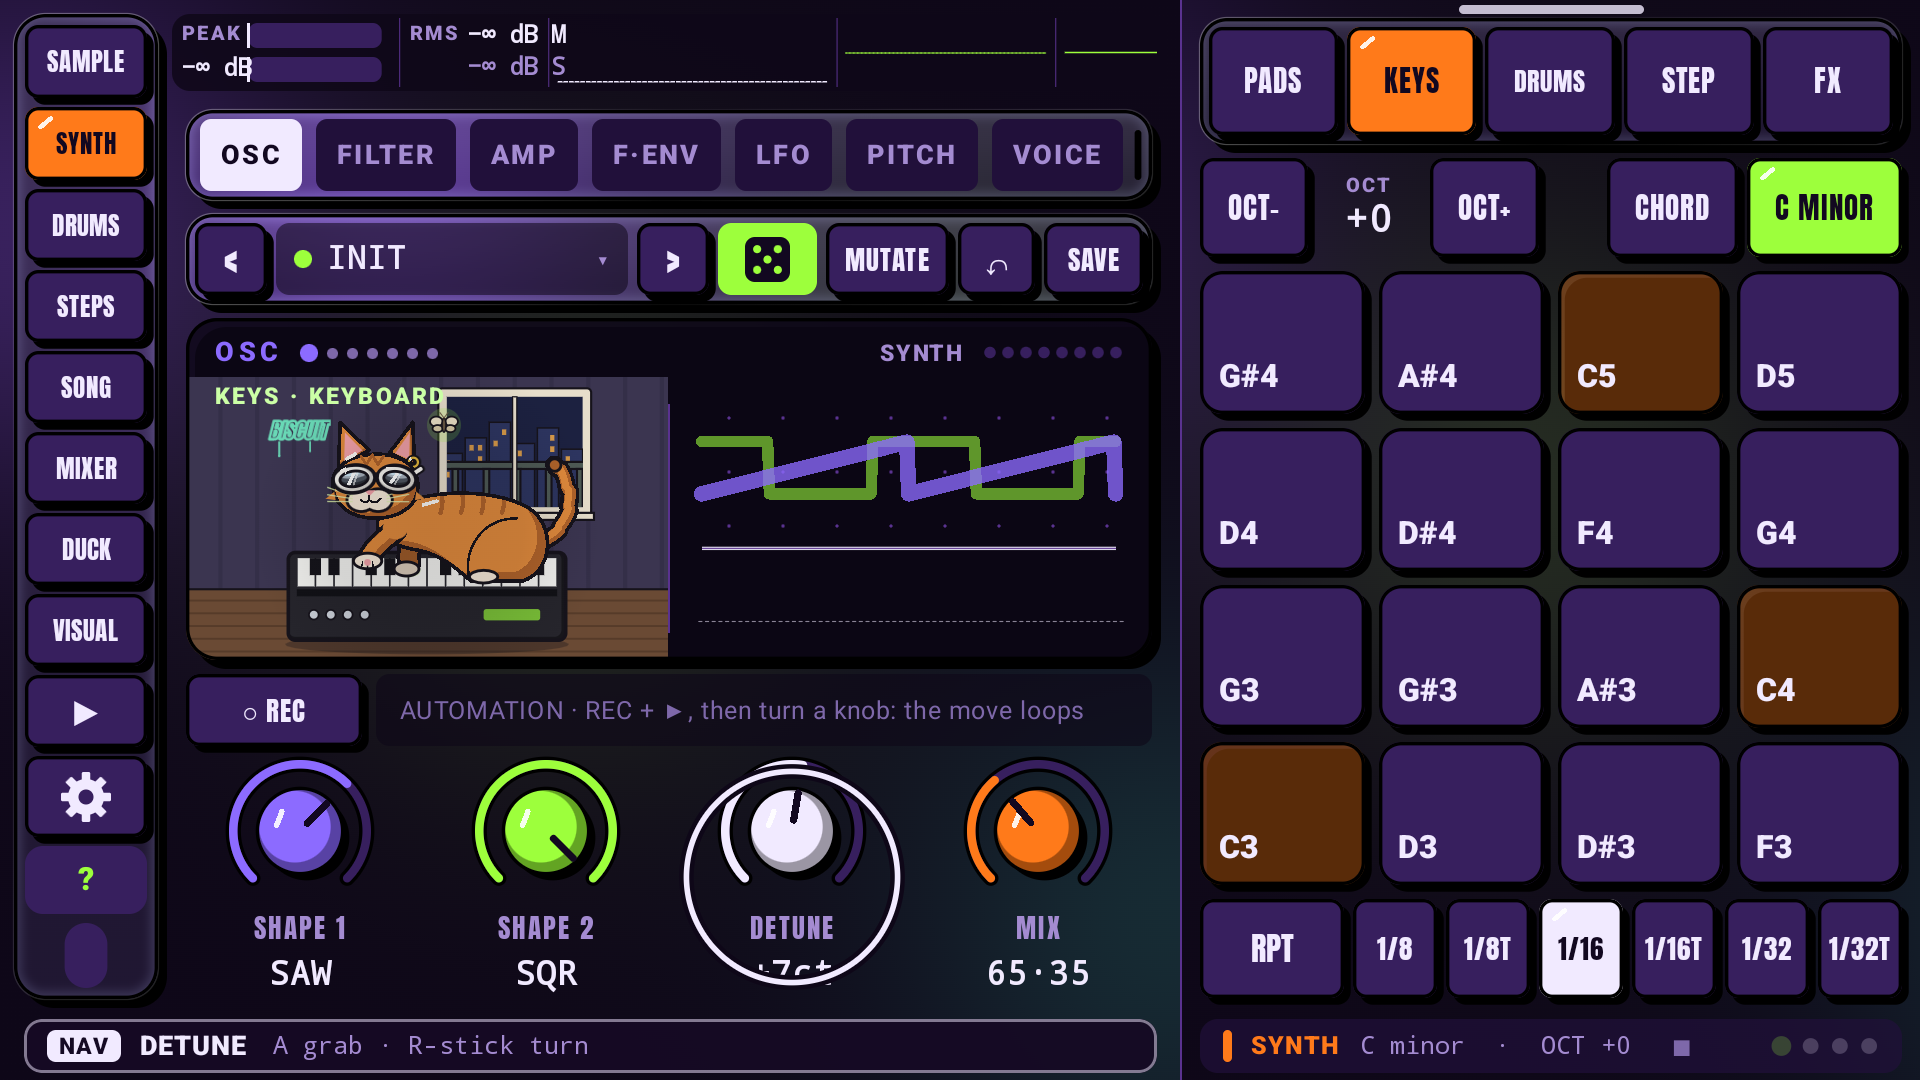 SAMPLE
SYNTH
DRUMS
STEPS
SONG
MIXER
DUCK
VISUAL
?
PEAK
-∞ dB
RMS -∞ dB M
-∞ dB S
OSC FILTER AMP F·ENV LFO PITCH VOICE
< INIT ▾ > MUTATE SAVE
OSC
SYNTH
KEYS · KEYBOARD
BISCUIT
○ REC
AUTOMATION · REC + ▶, then turn a knob: the move loops
SHAPE 1 SHAPE 2 DETUNE MIX
SAW SQR +7ct 65·35
NAV DETUNE A grab · R-stick turn
PADS KEYS DRUMS STEP FX
OCT- OCT +0 OCT+ CHORD C MINOR
G#4 A#4 C5 D5
D4 D#4 F4 G4
G3 G#3 A#3 C4
C3 D3 D#3 F3
RPT 1/8 1/8T 1/16 1/16T 1/32 1/32T
SYNTH C minor · OCT +0 ■